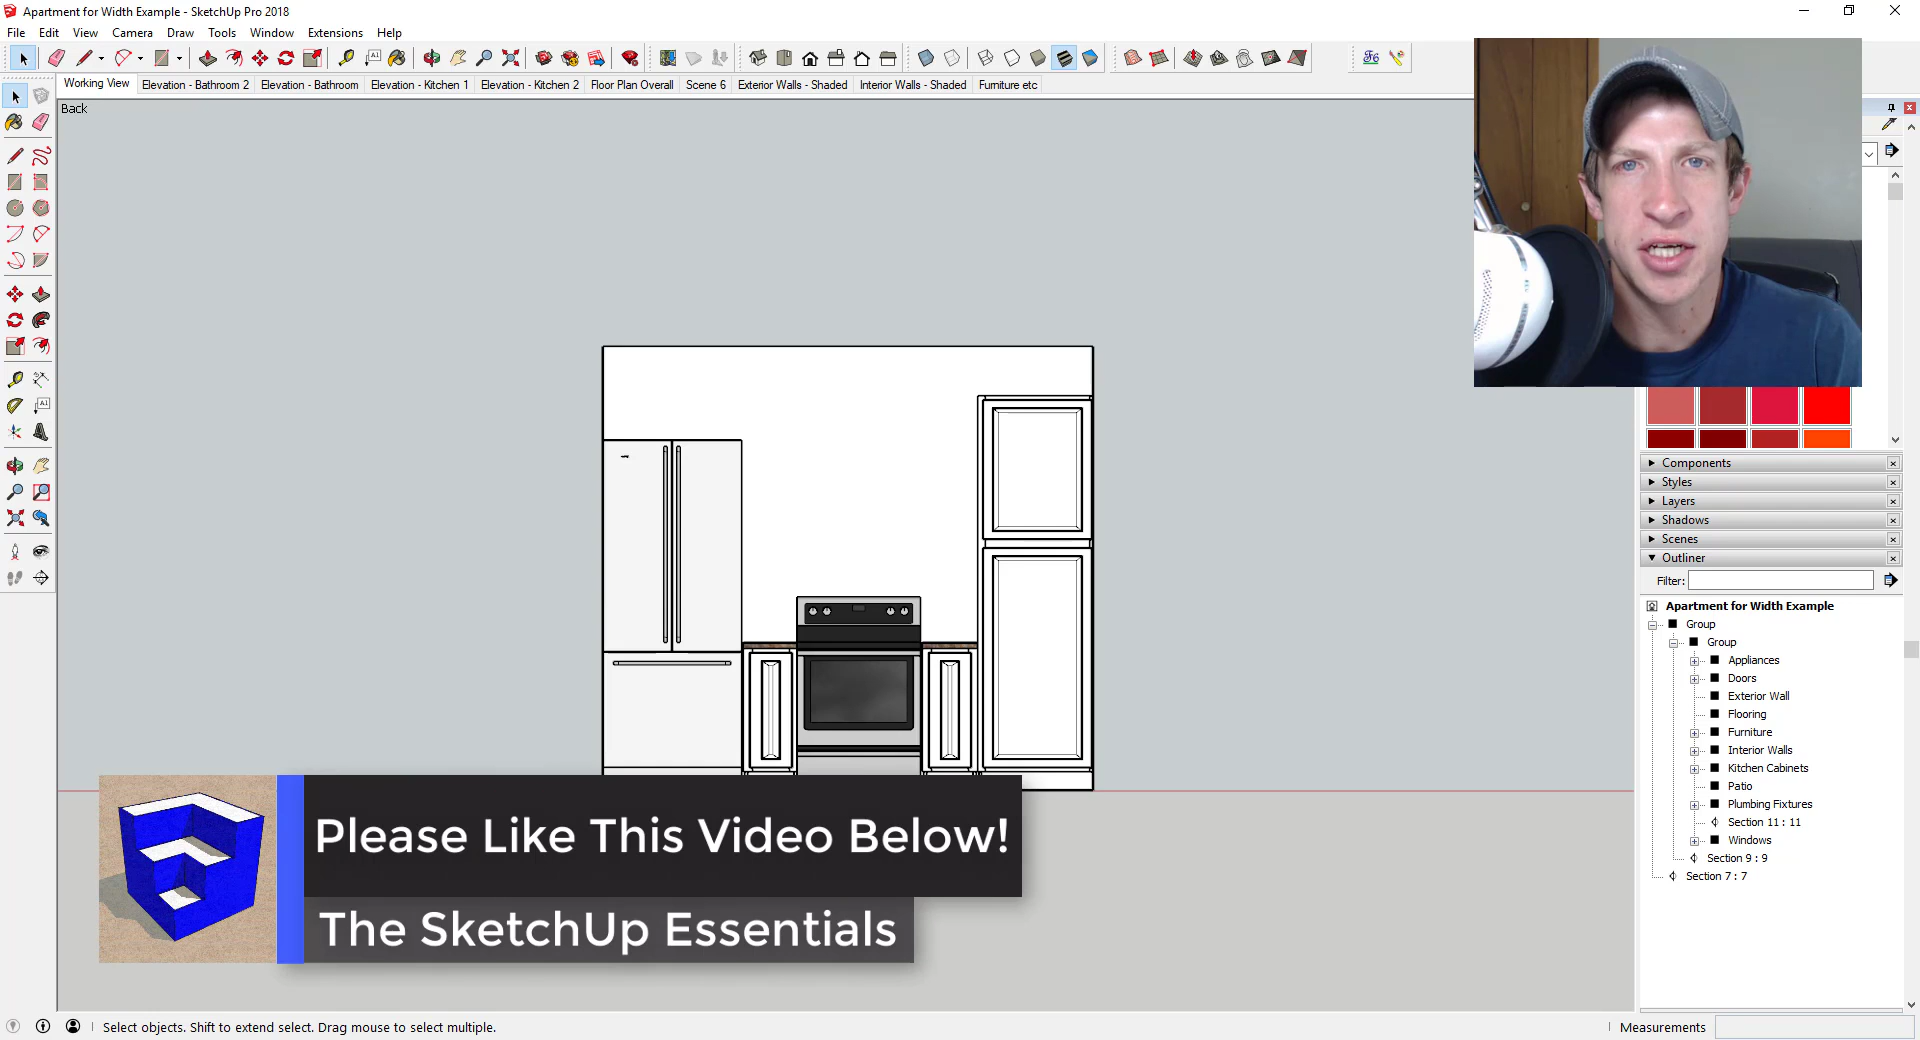 Apartment for Width Example - SketchUp Pro 2018
File Edit View Camera Draw Tools Window Extensions Help
Working View Elevation - Bathroom 2 Elevation - Bathroom Elevation - Kitchen 1 Elevation - Kitchen 2 Floor Plan Overall Scene 6 Exterior Walls - Shaded Interior Walls - Shaded Furniture etc
Back
Components
Styles
Layers
Shadows
Scenes
Outliner
Filter:
Apartment for Width Example
Group
Group
Appliances
Doors
Exterior Wall
Flooring
Furniture
Interior Walls
Kitchen Cabinets
Patio
Plumbing Fixtures
Section 11 : 11
Windows
Section 9 : 9
Section 7 : 7
Please Like This Video Below!
The SketchUp Essentials
Select objects. Shift to extend select. Drag mouse to select multiple.
Measurements